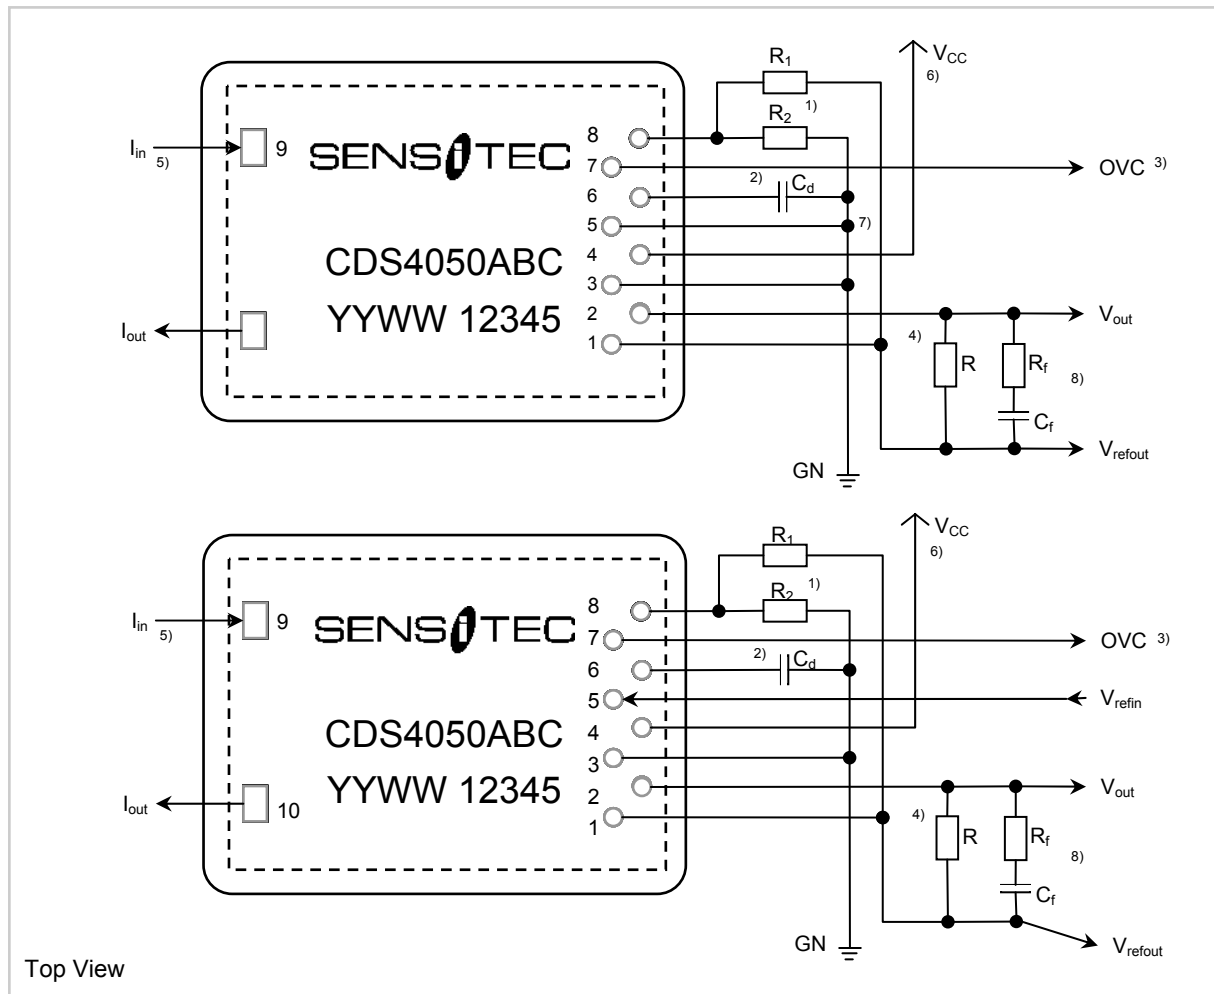 R1
VCC
6)
1)
R2
8
Iin 5)
9
SENSiTEC
7
OVC 3)
6
2)
Cd
5
7)
4
CDS4050ABC
3
2
Vout
YYWW 12345
Iout
1
4)
R
Rf
8)
Cf
Vrefout
GN
VCC
6)
R1
1)
R2
8
Iin 5)
9
SENSiTEC
7
OVC 3)
6
2)
Cd
5
Vrefin
4
CDS4050ABC
3
2
Vout
YYWW 12345
Iout
10
1
4)
R
Rf
8)
Cf
GN
Vrefout
Top View